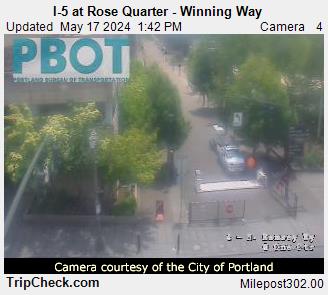 I-5 at Rose Quarter - Winning Way
Updated May 17 2024 1:42 PM Camera 4
PBOT
PORTLAND BUREAU OF TRANSPORTATION
Camera courtesy of the City of Portland
TripCheck.com Milepost302.00